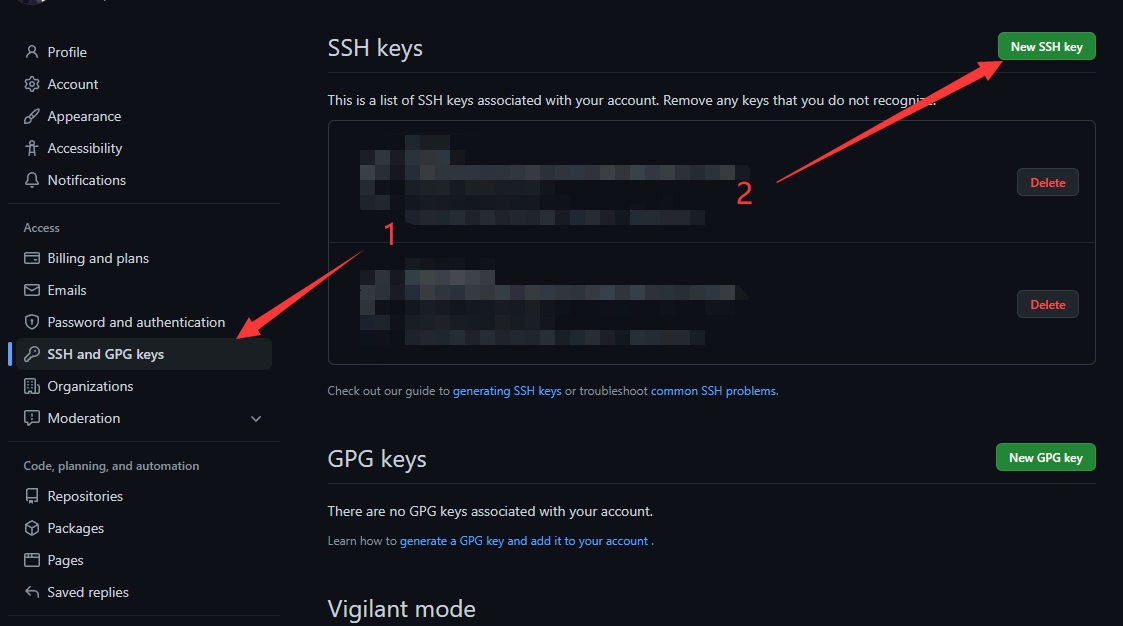 Profile
Account
Appearance
Accessibility
Notifications
Access
Billing and plans
Emails
Password and authentication
SSH and GPG keys
Organizations
Moderation
Code, planning, and automation
Repositories
Packages
Pages
Saved replies
SSH keys
New SSH key
This is a list of SSH keys associated with your account. Remove any keys that you do not recognize.
2
Delete
1
Delete
Check out our guide to generating SSH keys or troubleshoot common SSH problems.
GPG keys
New GPG key
There are no GPG keys associated with your account.
Learn how to generate a GPG key and add it to your account .
Vigilant mode